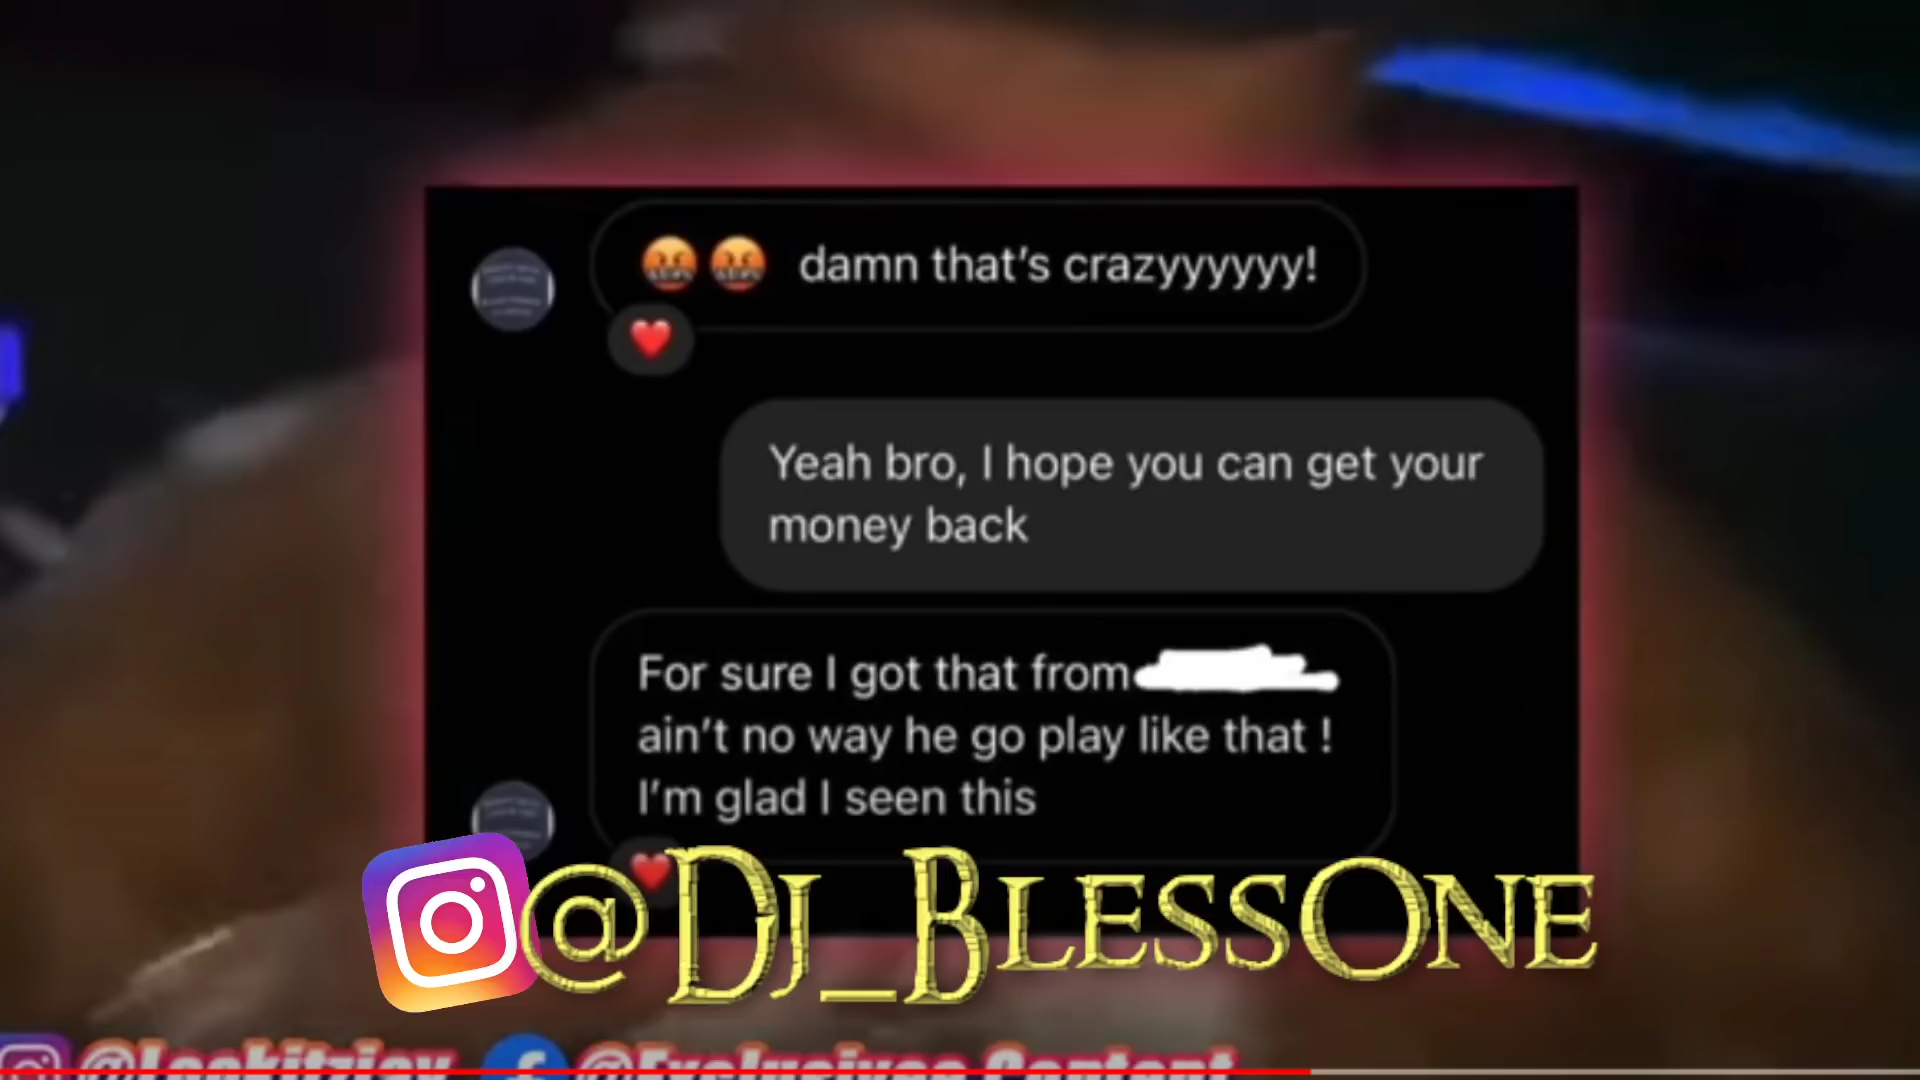 🤬🤬 damn that's crazyyyyyy!
Yeah bro, I hope you can get your
money back
For sure I got that from
ain't no way he go play like that !
I'm glad I seen this
@Dj_BlessOne